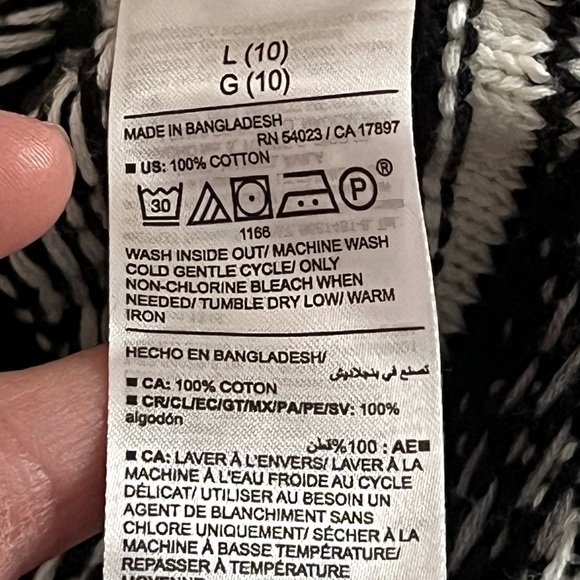 L (10)
G (10)
MADE IN BANGLADESH
RN 54023 / CA 17897
■ US: 100% COTTON
30 P ®
1166
WASH INSIDE OUT/ MACHINE WASH
COLD GENTLE CYCLE/ ONLY
NON-CHLORINE BLEACH WHEN
NEEDED/ TUMBLE DRY LOW/ WARM
IRON
HECHO EN BANGLADESH/
تصنع في بنجلاديش
■ CA: 100% COTON
■ CR/CL/EC/GT/MX/PA/PE/SV: 100%
algodón
■AE : 100% قطن
■ CA: LAVER À L'ENVERS/ LAVER À LA
MACHINE À L'EAU FROIDE AU CYCLE
DÉLICAT/ UTILISER AU BESOIN UN
AGENT DE BLANCHIMENT SANS
CHLORE UNIQUEMENT/ SÉCHER À LA
MACHINE À BASSE TEMPÉRATURE/
REPASSER À TEMPÉRATURE